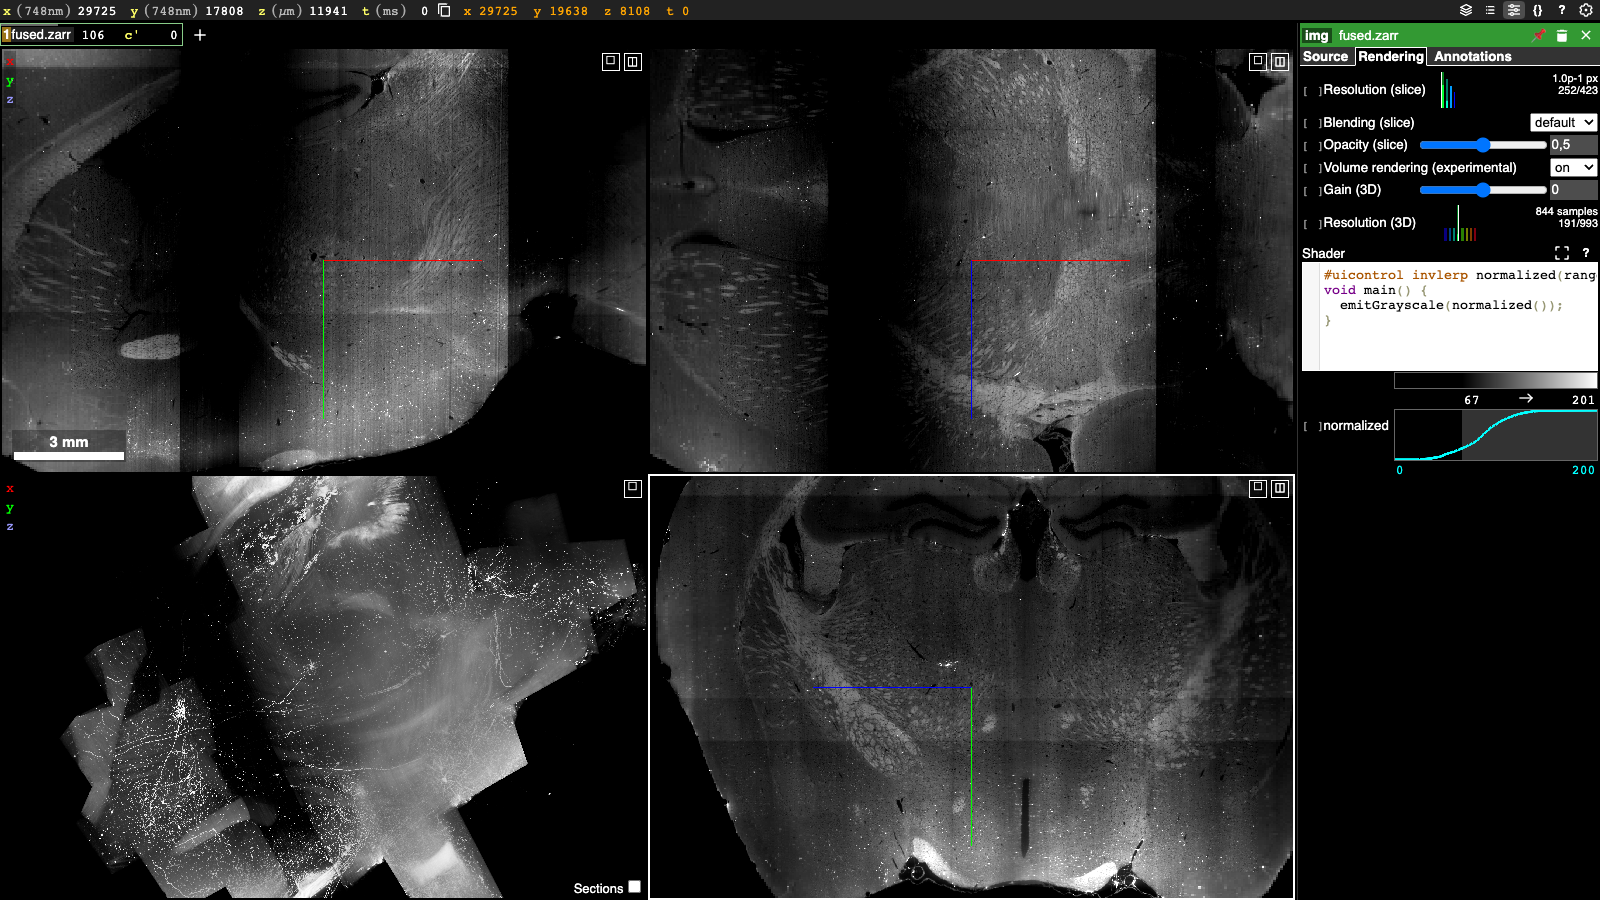 x (748nm) 29725 y (748nm) 17808 z (µm) 11941 t (ms) 0 x 29725 y 19638 z 8108 t 0
{} ?
1 fused.zarr 106 c' 0 +
img fused.zarr
x
y
z
Source Rendering Annotations
[ ] Resolution (slice) 1.0p-1 px
252/423
[ ] Blending (slice) default
[ ] Opacity (slice) 0,5
[ ] Volume rendering (experimental) on
[ ] Gain (3D) 0
[ ] Resolution (3D) 844 samples
191/993
Shader ?
#uicontrol invlerp normalized(rang
void main() {
emitGrayscale(normalized());
}
67 → 201
[ ] normalized
0 200
3 mm
x
y
z
Sections